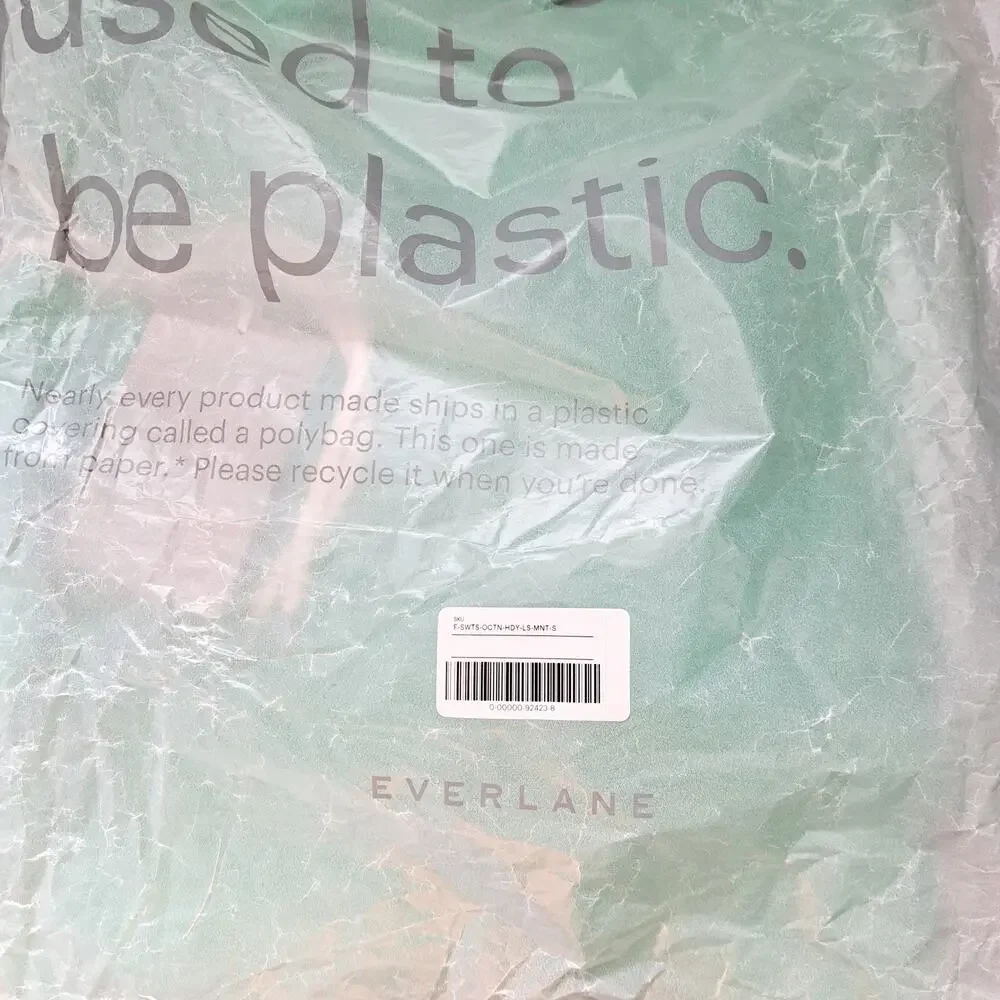 used to
be plastic.
Nearly every product made ships in a plastic
covering called a polybag. This one is made
from paper.* Please recycle it when you're done.
SKU
F-SWTS-OCTN-HDY-LS-MNT-S
0-00000-92423-8
EVERLANE